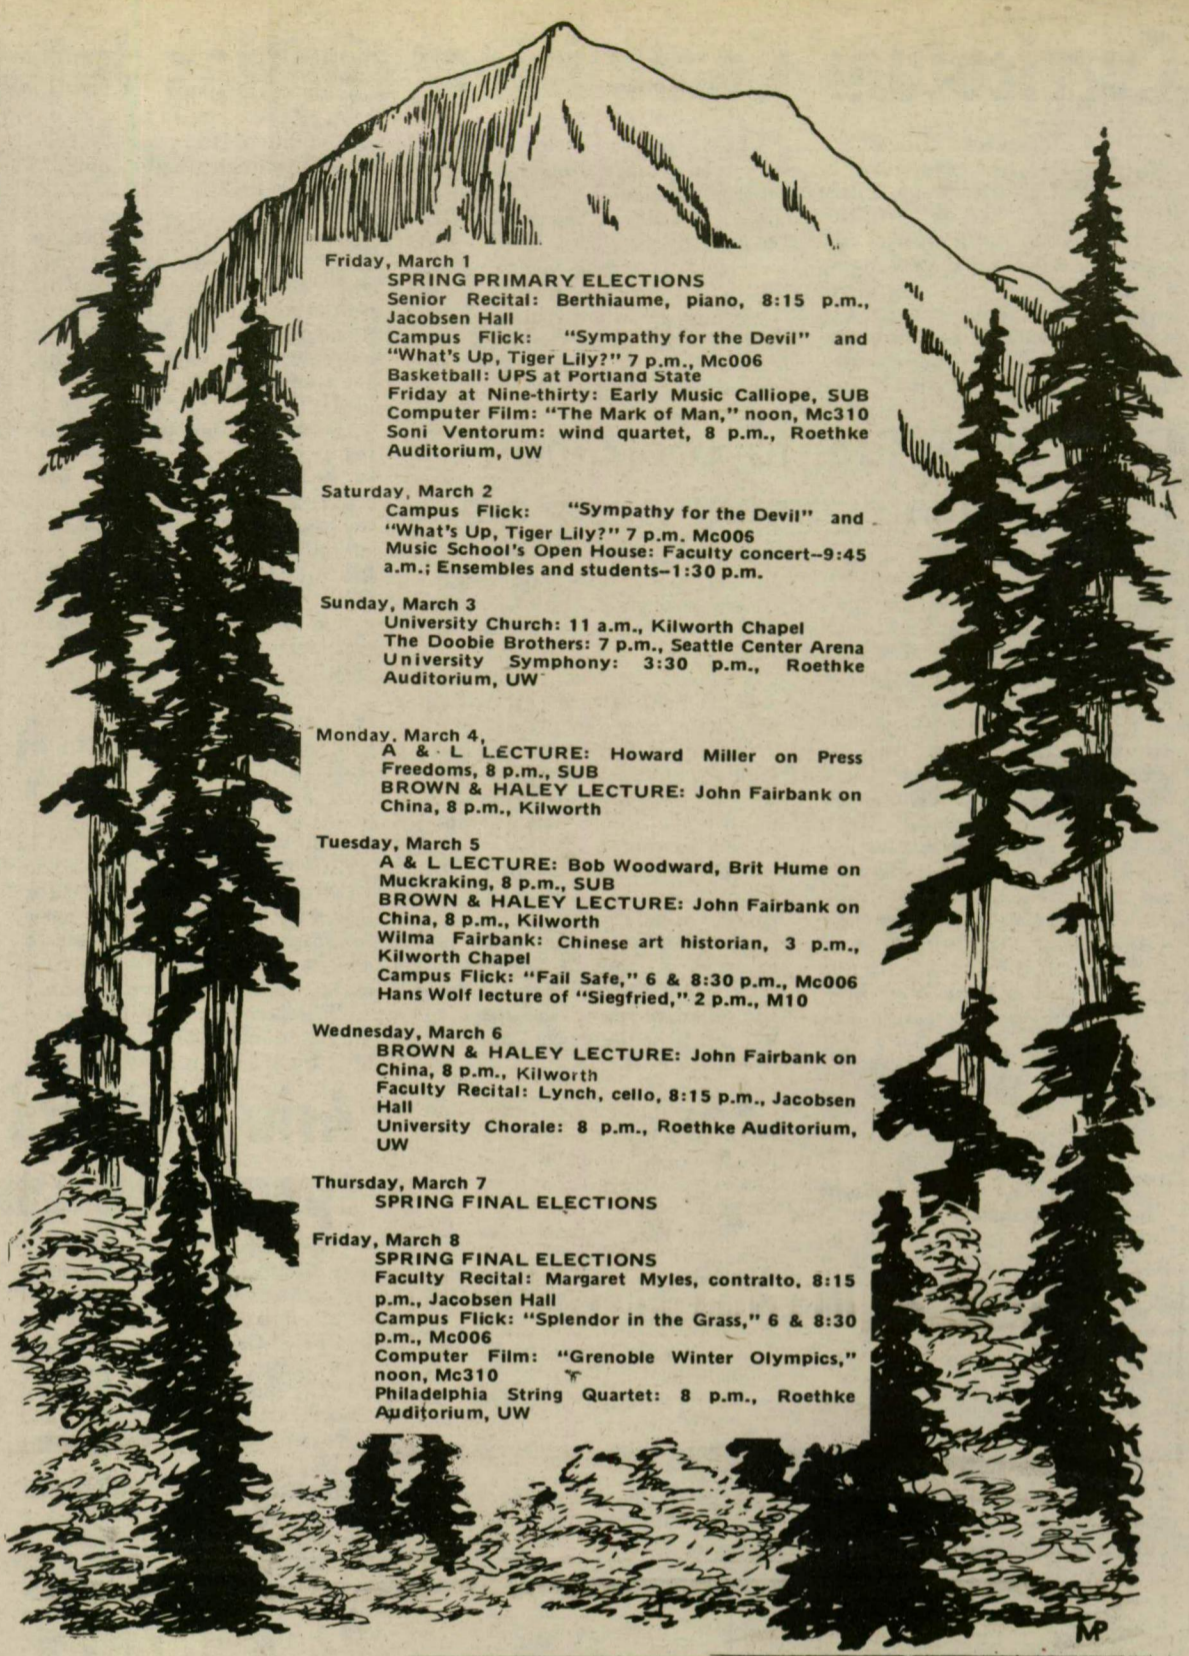 Friday, March 1
SPRING PRIMARY ELECTIONS
Senior Recital: Berthiaume, piano, 8:15 p.m.,
Jacobsen Hall
Campus Flick: "Sympathy for the Devil" and
"What's Up, Tiger Lily?" 7 p.m., Mc006
Basketball: UPS at Portland State
Friday at Nine-thirty: Early Music Calliope, SUB
Computer Film: "The Mark of Man," noon, Mc310
Soni Ventorum: wind quartet, 8 p.m., Roethke
Auditorium, UW
Saturday, March 2
Campus Flick: "Sympathy for the Devil" and
"What's Up, Tiger Lily?" 7 p.m. Mc006
Music School's Open House: Faculty concert--9:45
a.m.; Ensembles and students--1:30 p.m.
Sunday, March 3
University Church: 11 a.m., Kilworth Chapel
The Doobie Brothers: 7 p.m., Seattle Center Arena
University Symphony: 3:30 p.m., Roethke
Auditorium, UW
Monday, March 4,
A & L LECTURE: Howard Miller on Press
Freedoms, 8 p.m., SUB
BROWN & HALEY LECTURE: John Fairbank on
China, 8 p.m., Kilworth
Tuesday, March 5
A & L LECTURE: Bob Woodward, Brit Hume on
Muckraking, 8 p.m., SUB
BROWN & HALEY LECTURE: John Fairbank on
China, 8 p.m., Kilworth
Wilma Fairbank: Chinese art historian, 3 p.m.,
Kilworth Chapel
Campus Flick: "Fail Safe," 6 & 8:30 p.m., Mc006
Hans Wolf lecture of "Siegfried," 2 p.m., M10
Wednesday, March 6
BROWN & HALEY LECTURE: John Fairbank on
China, 8 p.m., Kilworth
Faculty Recital: Lynch, cello, 8:15 p.m., Jacobsen
Hall
University Chorale: 8 p.m., Roethke Auditorium,
UW
Thursday, March 7
SPRING FINAL ELECTIONS
Friday, March 8
SPRING FINAL ELECTIONS
Faculty Recital: Margaret Myles, contralto, 8:15
p.m., Jacobsen Hall
Campus Flick: "Splendor in the Grass," 6 & 8:30
p.m., Mc006
Computer Film: "Grenoble Winter Olympics,"
noon, Mc310
Philadelphia String Quartet: 8 p.m., Roethke
Auditorium, UW
MP